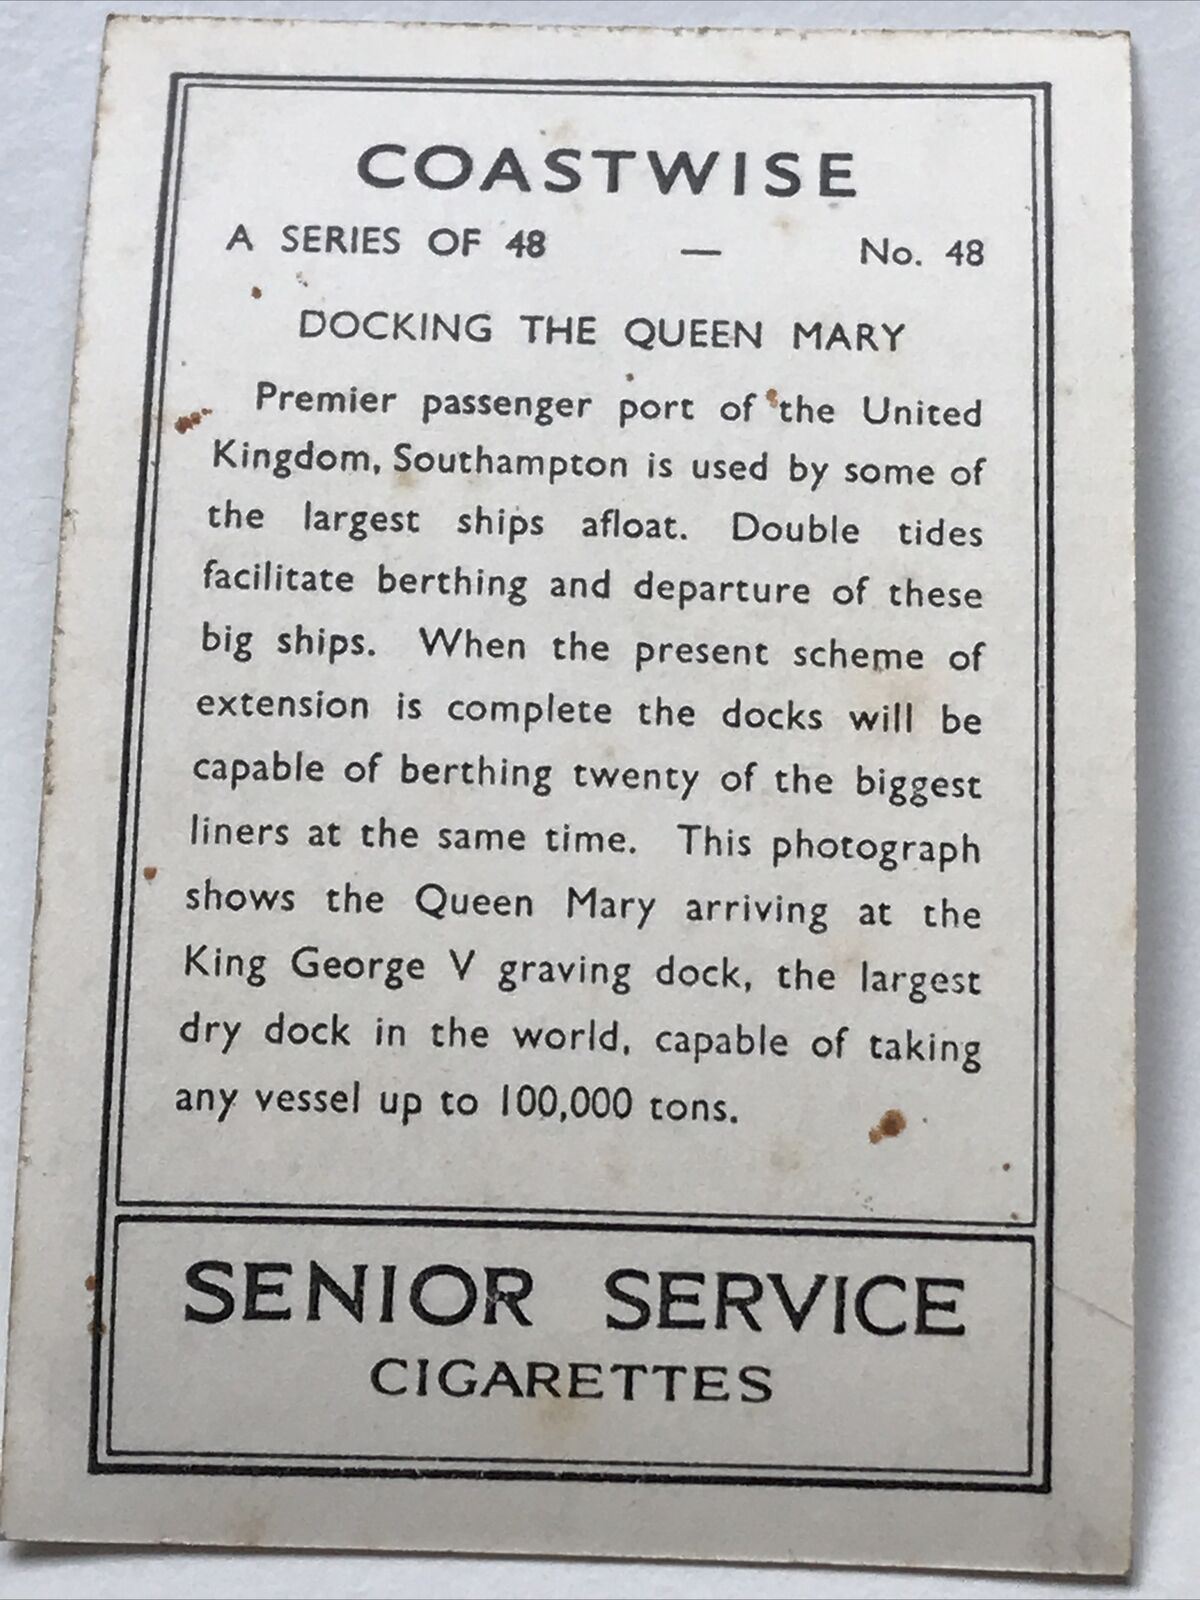 COASTWISE
A SERIES OF 48 — No. 48
DOCKING THE QUEEN MARY
Premier passenger port of the United
Kingdom, Southampton is used by some of
the largest ships afloat. Double tides
facilitate berthing and departure of these
big ships. When the present scheme of
extension is complete the docks will be
capable of berthing twenty of the biggest
liners at the same time. This photograph
shows the Queen Mary arriving at the
King George V graving dock, the largest
dry dock in the world, capable of taking
any vessel up to 100,000 tons.
SENIOR SERVICE
CIGARETTES